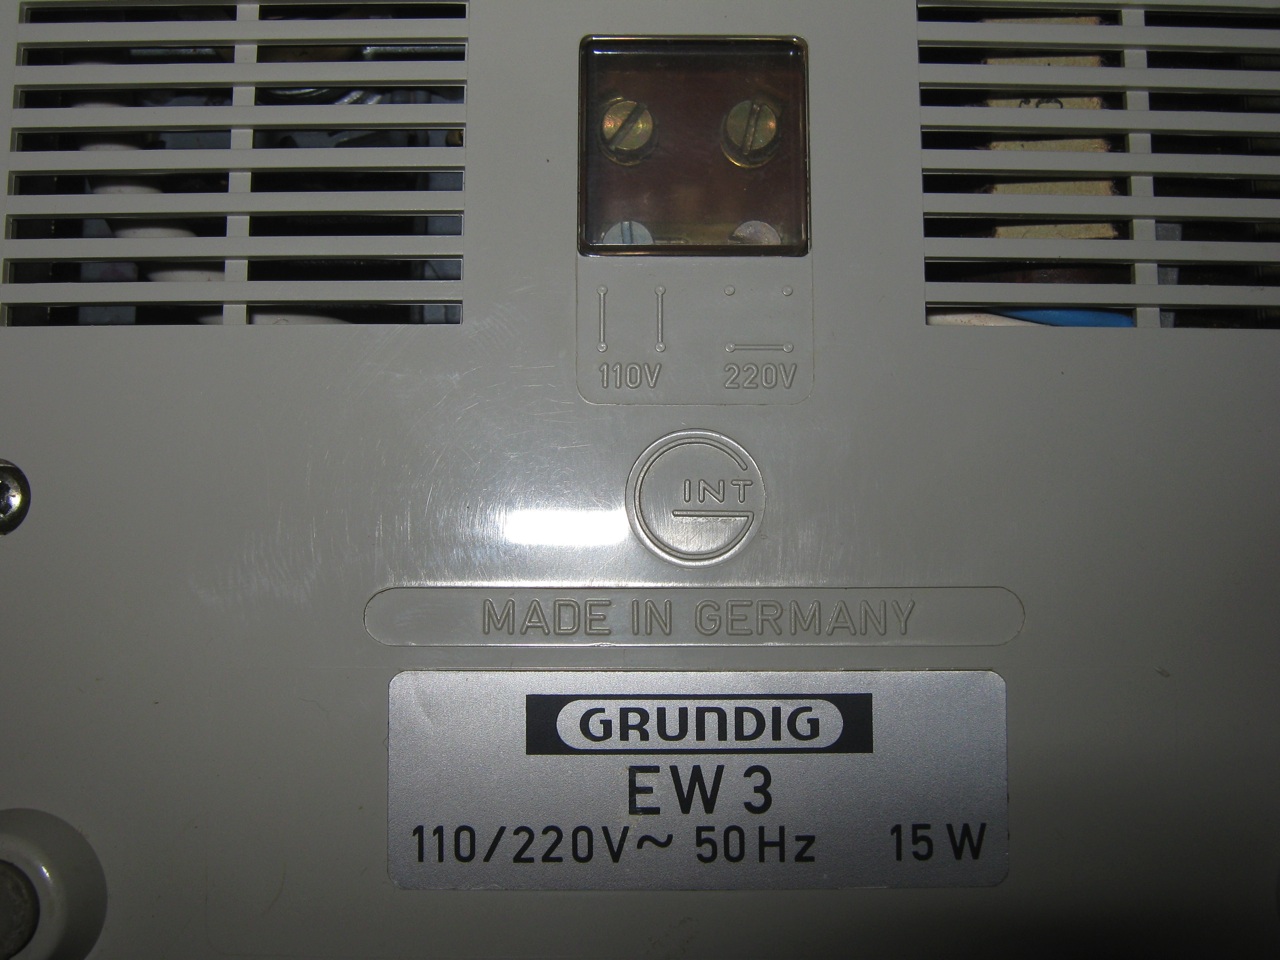 110V 220V
INT
MADE IN GERMANY
GRUNDIG
EW 3
110/220V~ 50Hz 15W